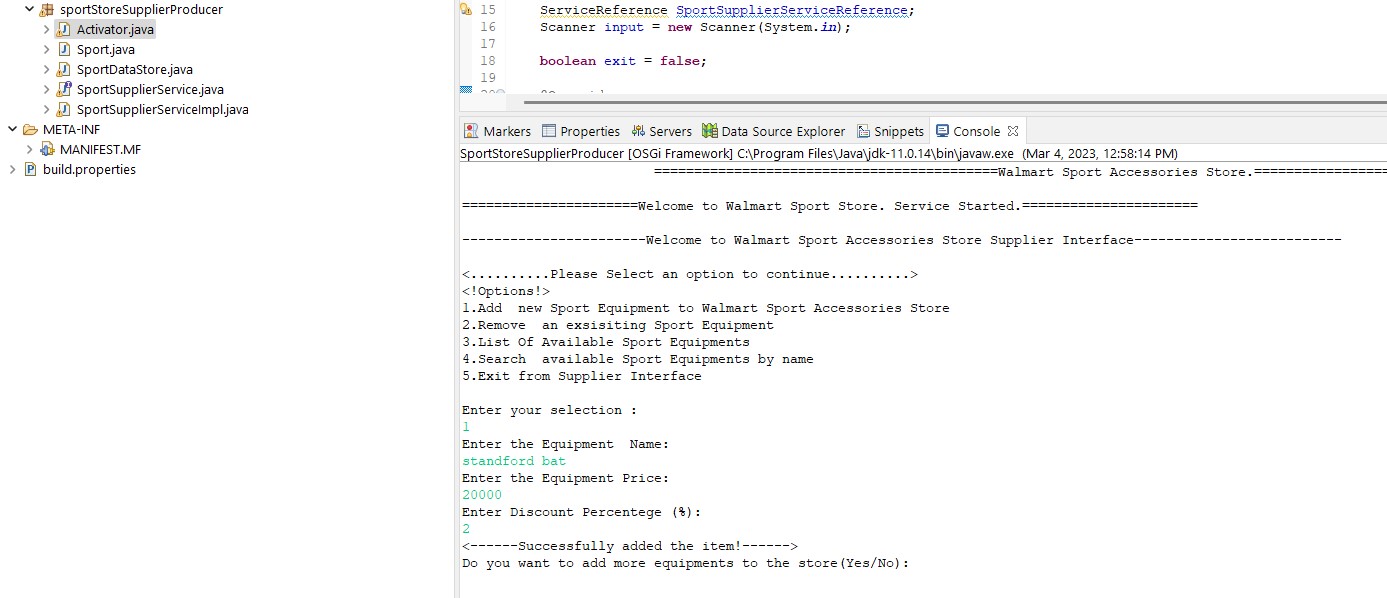 sportStoreSupplierProducer
Activator.java
Sport.java
SportDataStore.java
SportSupplierService.java
SportSupplierServiceImpl.java
META-INF
MANIFEST.MF
build.properties
15 ServiceReference SportSupplierServiceReference;
16 Scanner input = new Scanner(System.in);
17
18 boolean exit = false;
19
Markers Properties Servers Data Source Explorer Snippets Console
SportStoreSupplierProducer [OSGi Framework] C:\Program Files\Java\jdk-11.0.14\bin\javaw.exe (Mar 4, 2023, 12:58:14 PM)
===========================================Walmart Sport Accessories Store.=================
======================Welcome to Walmart Sport Store. Service Started.======================
-----------------------Welcome to Walmart Sport Accessories Store Supplier Interface--------------------------
<..........Please Select an option to continue..........>
<!Options!>
1.Add  new Sport Equipment to Walmart Sport Accessories Store
2.Remove  an exsisiting Sport Equipment
3.List Of Available Sport Equipments
4.Search  available Sport Equipments by name
5.Exit from Supplier Interface
Enter your selection :
1
Enter the Equipment  Name:
standford bat
Enter the Equipment Price:
20000
Enter Discount Percentege (%):
2
<------Successfully added the item!------>
Do you want to add more equipments to the store(Yes/No):